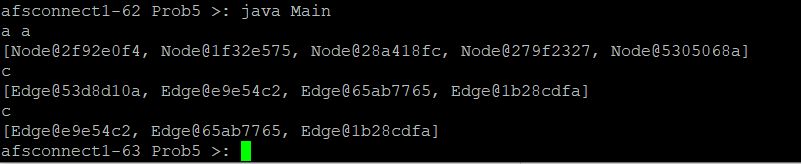 afsconnect1-62 Prob5 >: java Main
a a
[Node@2f92e0f4, Node@1f32e575, Node@28a418fc, Node@279f2327, Node@5305068a]
c
[Edge@53d8d10a, Edge@e9e54c2, Edge@65ab7765, Edge@1b28cdfa]
c
[Edge@e9e54c2, Edge@65ab7765, Edge@1b28cdfa]
afsconnect1-63 Prob5 >: